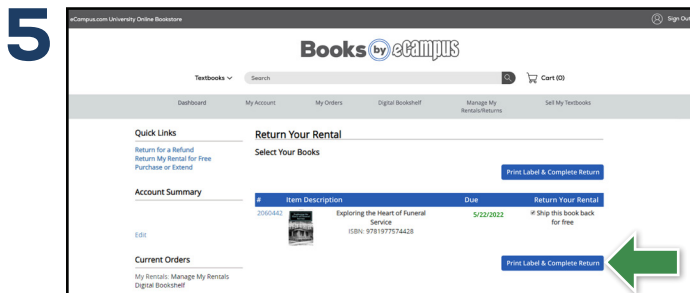 5
eCampus.com University Online Bookstore
Sign Out
Books by eCampus
Textbooks
Search
Cart (0)
Dashboard
My Account
My Orders
Digital Bookshelf
Manage My
Rentals/Returns
Sell My Textbooks
Quick Links
Return for a Refund
Return My Rental for Free
Purchase or Extend
Account Summary
Edit
Current Orders
My Rentals: Manage My Rentals
Digital Bookshelf
Return Your Rental
Select Your Books
Print Label & Complete Return
# Item Description Due Return Your Rental
Z060442
Exploring the Heart of Funeral
Service
ISBN: 9781977574428
5/22/2022
Ship this book back
for free
Print Label & Complete Return